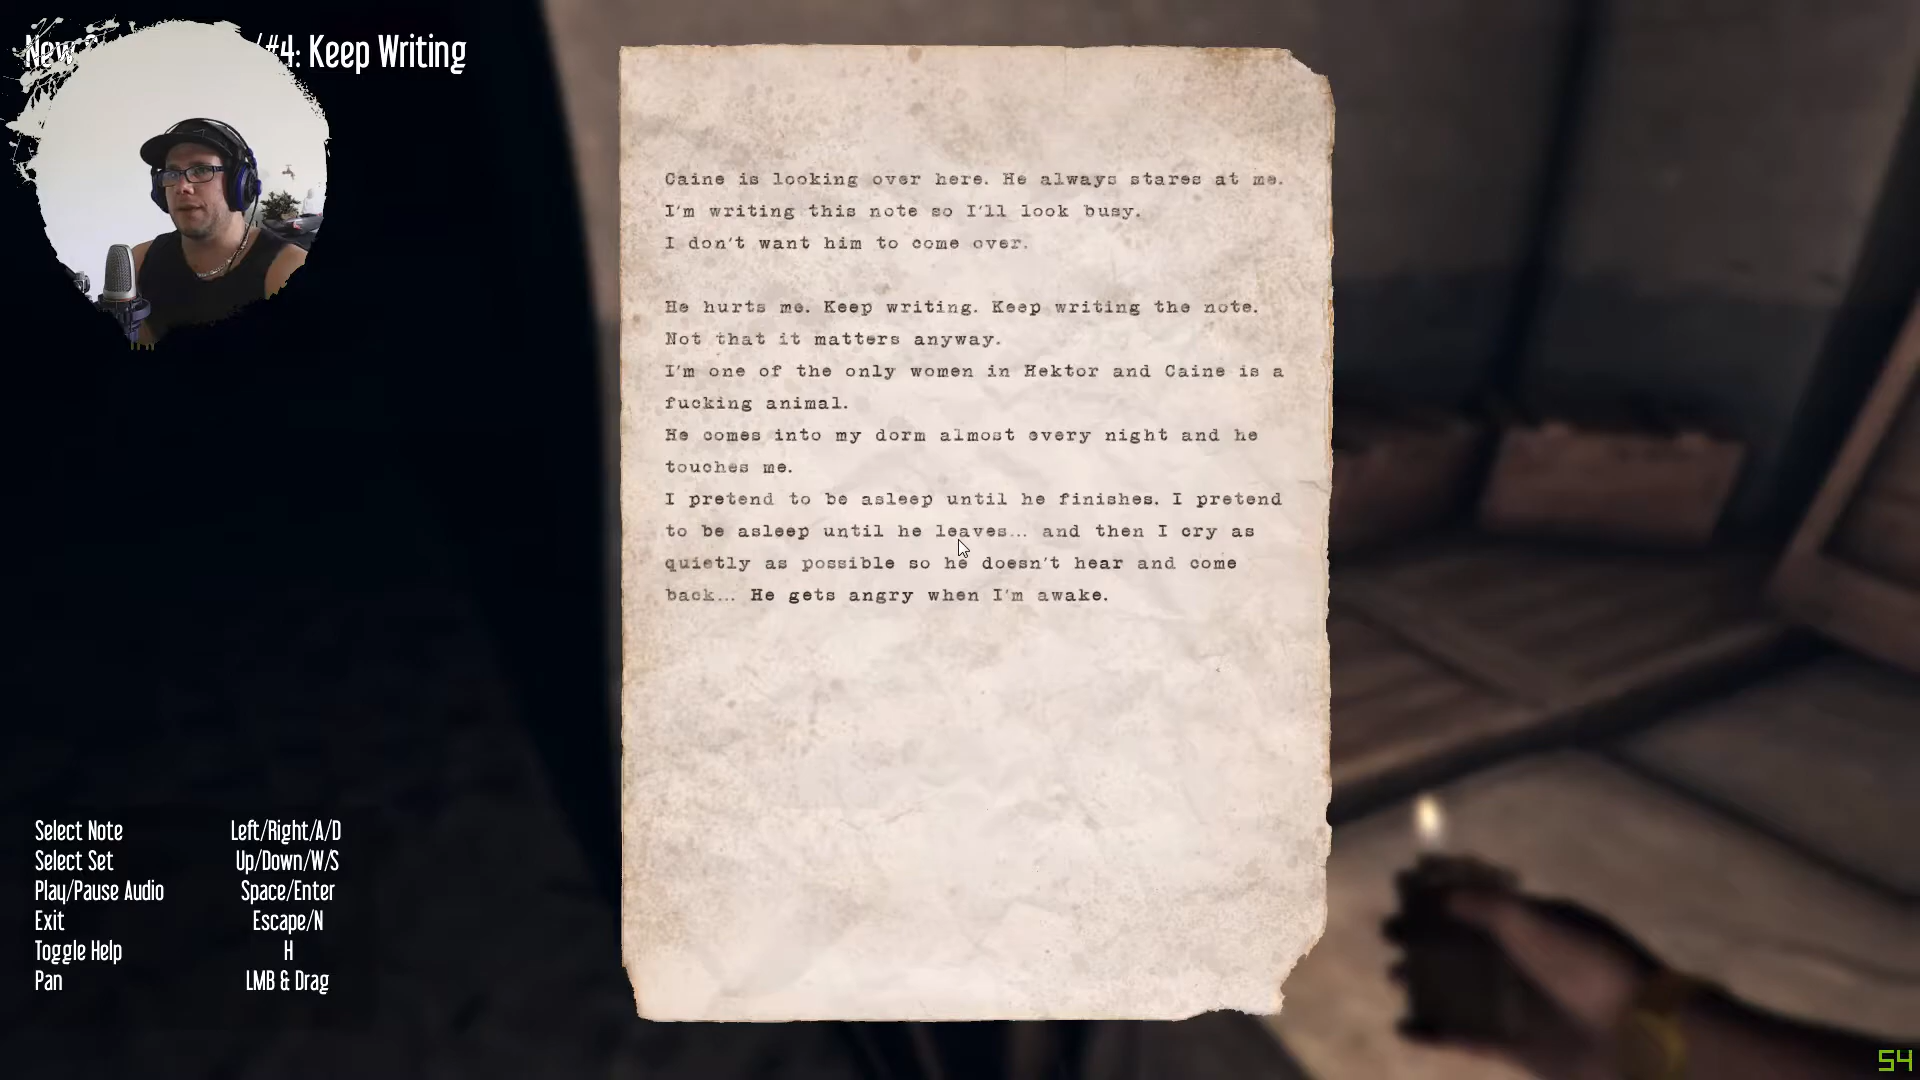 New
#4: Keep Writing
Caine is looking over here. He always stares at me.
I'm writing this note so I'll look busy.
I don't want him to come over.
He hurts me. Keep writing. Keep writing the note.
Not that it matters anyway.
I'm one of the only women in Hektor and Caine is a
fucking animal.
He comes into my dorm almost every night and he
touches me.
I pretend to be asleep until he finishes. I pretend
to be asleep until he leaves... and then I cry as
quietly as possible so he doesn't hear and come
back... He gets angry when I'm awake.
Select Note Left/Right/A/D
Select Set Up/Down/W/S
Play/Pause Audio Space/Enter
Exit Escape/N
Toggle Help H
Pan LMB & Drag
54